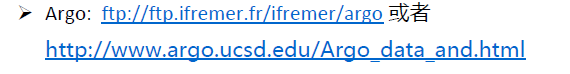 ➢ Argo: ftp://ftp.ifremer.fr/ifremer/argo 或者
http://www.argo.ucsd.edu/Argo_data_and.html